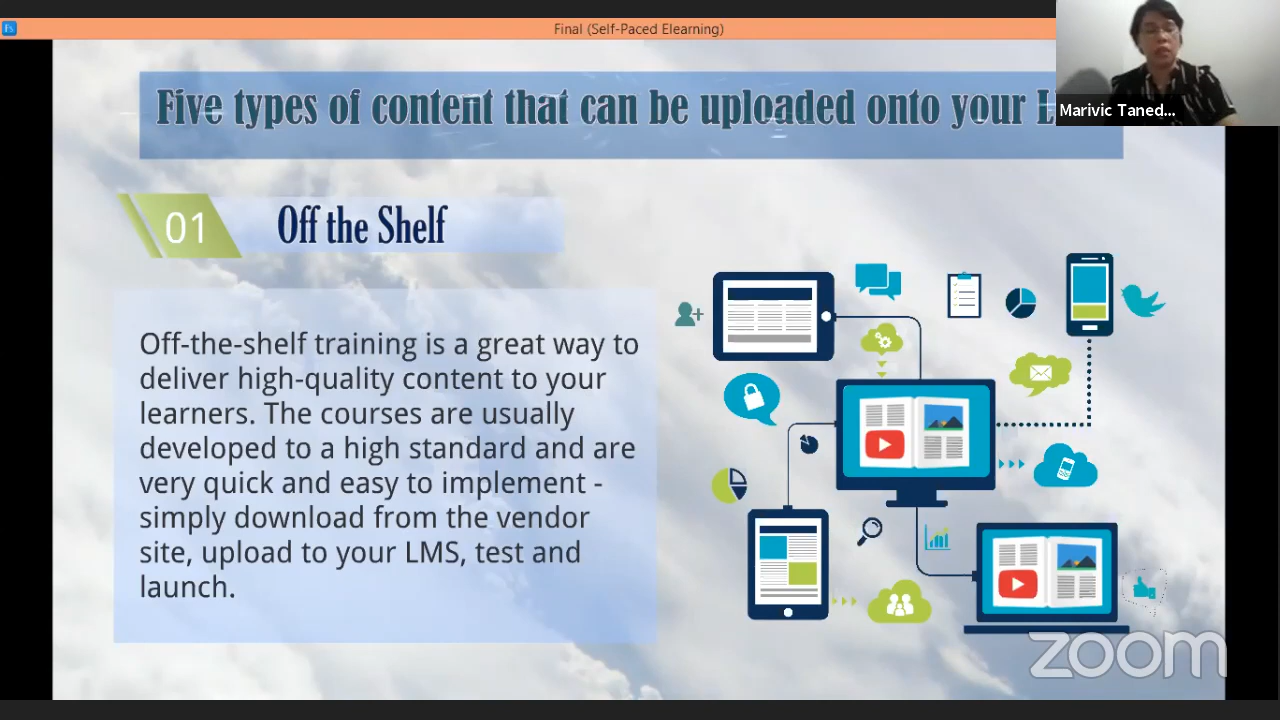 Final (Self-Paced Elearning)
Marivic Taned...
Five types of content that can be uploaded onto your
01
Off the Shelf
Off-the-shelf training is a great way to
deliver high-quality content to your
learners. The courses are usually
developed to a high standard and are
very quick and easy to implement -
simply download from the vendor
site, upload to your LMS, test and
launch.
zoom